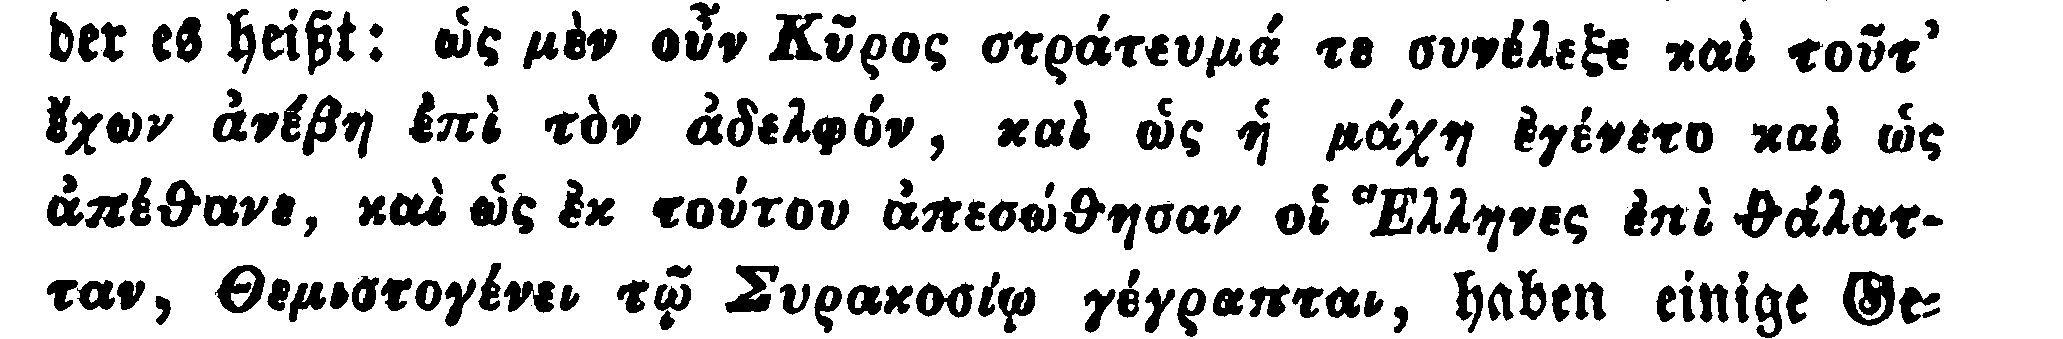 der es heißt: ὡς μὲν οὖν Κῦρος στράτευμά τε συνέλεξε καὶ τοῦτ’
ἔχων ἀνέβη ἐπὶ τὸν ἀδελφόν, καὶ ὡς ἡ μάχη ἐγένετο καὶ ὡς
ἀπέθανε, καὶ ὡς ἐκ τούτου ἀπεσώθησαν οἱ Ἕλληνες ἐπὶ θάλατ-
ταν, Θεμιστογένει τῷ Συρακοσίῳ γέγραπται, haben einige Ge-